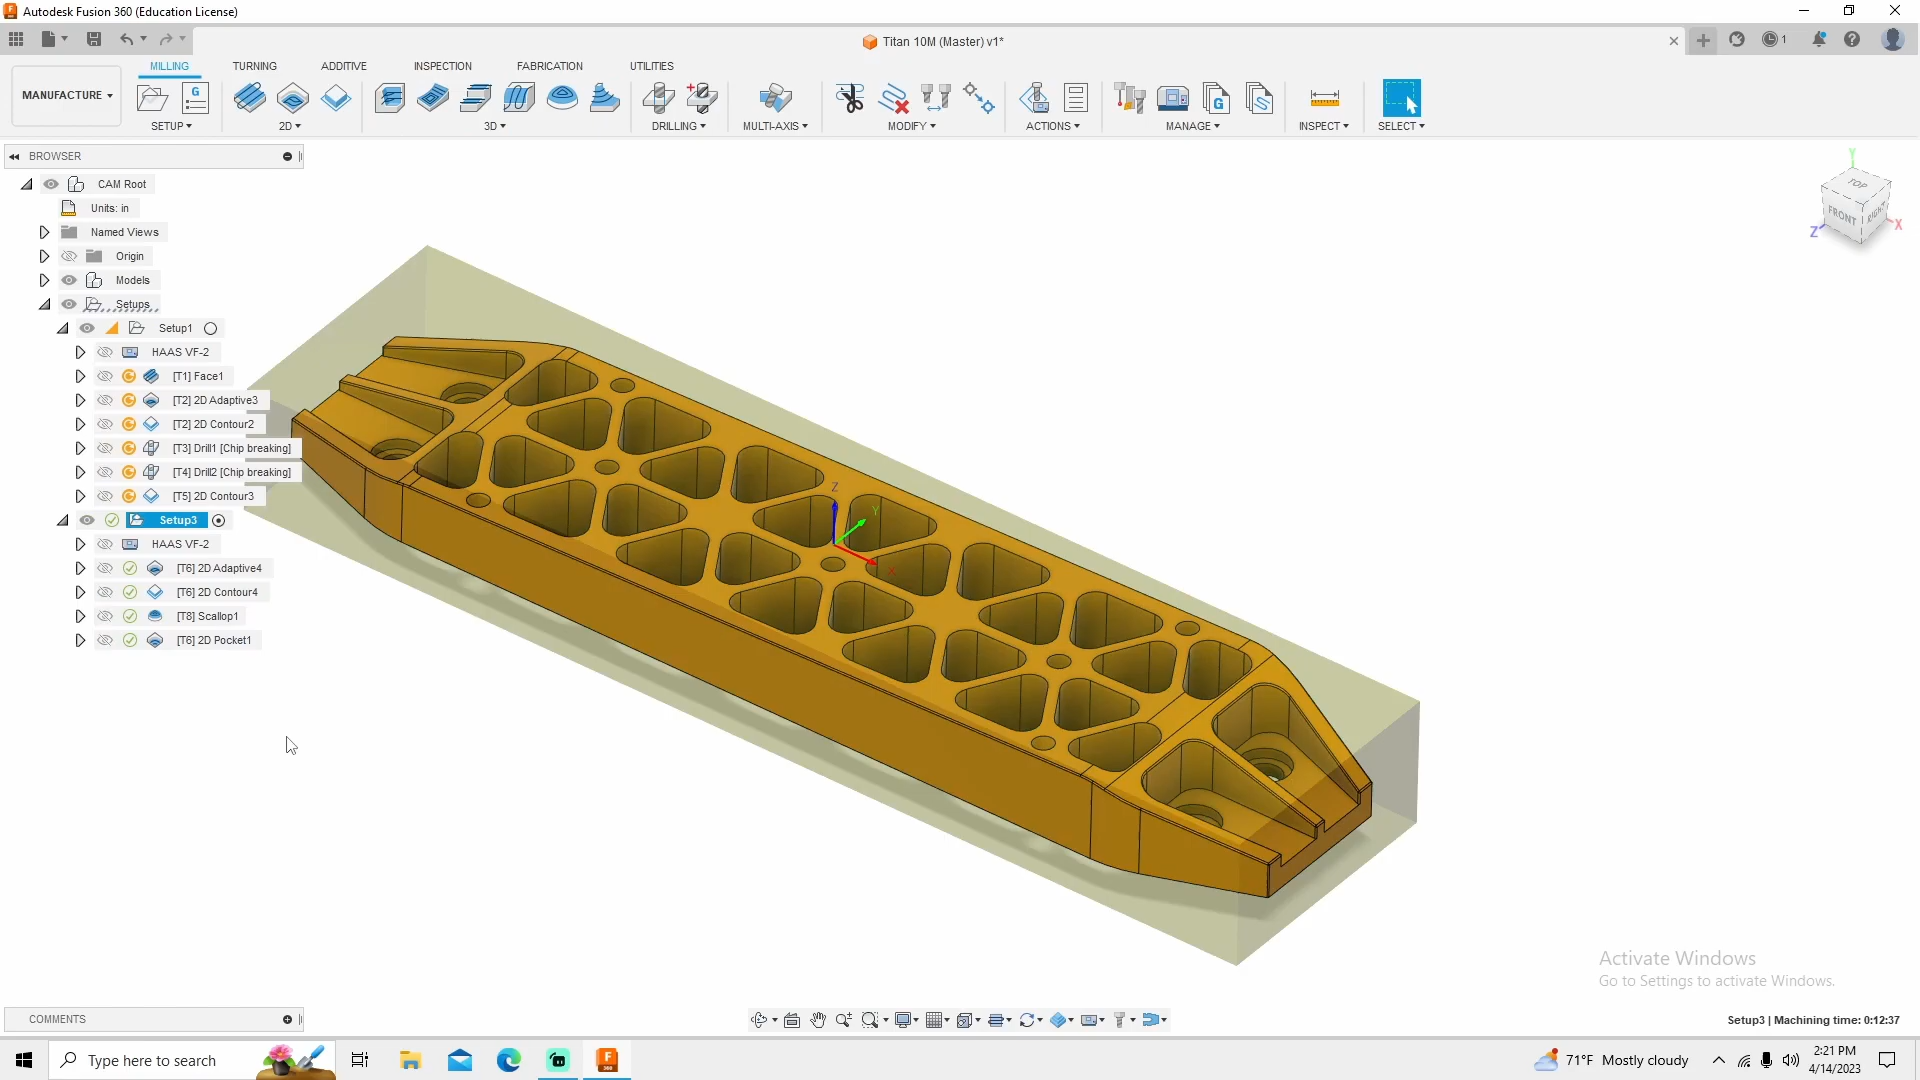 Autodesk Fusion 360 (Education License)
Titan 10M (Master) v1*
1
MANUFACTURE
MILLING TURNING ADDITIVE INSPECTION FABRICATION UTILITIES
G
SETUP 2D 3D DRILLING MULTI-AXIS MODIFY ACTIONS MANAGE INSPECT SELECT
BROWSER
CAM Root
Units: in
Named Views
Origin
Models
Setups
Setup1
HAAS VF-2
[T1] Face1
[T2] 2D Adaptive3
[T2] 2D Contour2
[T3] Drill1 [Chip breaking]
[T4] Drill2 [Chip breaking]
[T5] 2D Contour3
Setup3
HAAS VF-2
[T6] 2D Adaptive4
[T6] 2D Contour4
[T8] Scallop1
[T6] 2D Pocket1
Z
Y
X
Y
TOP
FRONT
RIGHT
X
Z
Activate Windows
Go to Settings to activate Windows.
COMMENTS
Setup3 | Machining time: 0:12:37
Type here to search
F
360
71°F Mostly cloudy
2:21 PM
4/14/2023